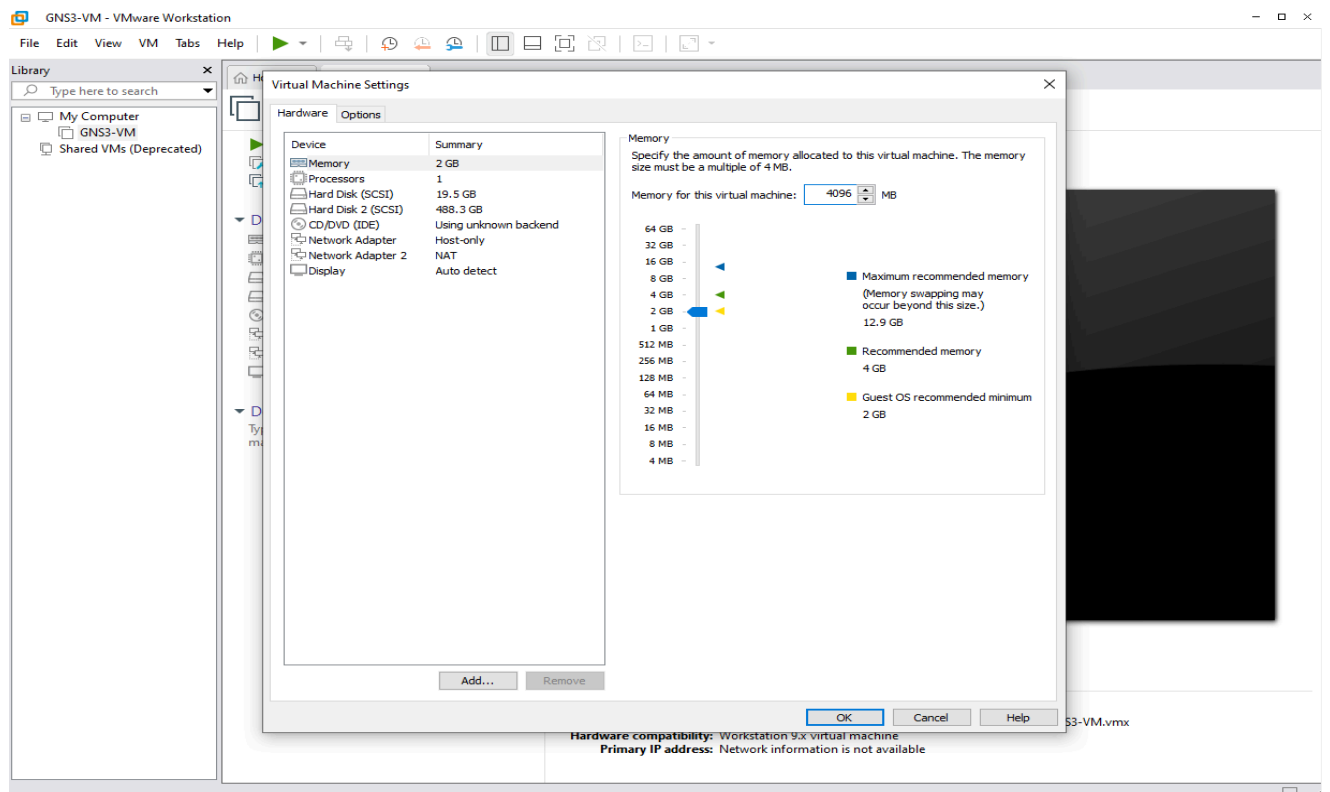 GNS3-VM - VMware Workstation
File Edit View VM Tabs Help
Library
Type here to search
My Computer
GNS3-VM
Shared VMs (Deprecated)
Virtual Machine Settings
Hardware Options
Device Summary
Memory 2 GB
Processors 1
Hard Disk (SCSI) 19.5 GB
Hard Disk 2 (SCSI) 488.3 GB
CD/DVD (IDE) Using unknown backend
Network Adapter Host-only
Network Adapter 2 NAT
Display Auto detect
Add... Remove
Memory
Specify the amount of memory allocated to this virtual machine. The memory
size must be a multiple of 4 MB.
Memory for this virtual machine: 4096 MB
64 GB
32 GB
16 GB
8 GB
4 GB
2 GB
1 GB
512 MB
256 MB
128 MB
64 MB
32 MB
16 MB
8 MB
4 MB
Maximum recommended memory
(Memory swapping may
occur beyond this size.)
12.9 GB
Recommended memory
4 GB
Guest OS recommended minimum
2 GB
OK Cancel Help
S3-VM.vmx
Hardware compatibility: Workstation 9.x virtual machine
Primary IP address: Network information is not available